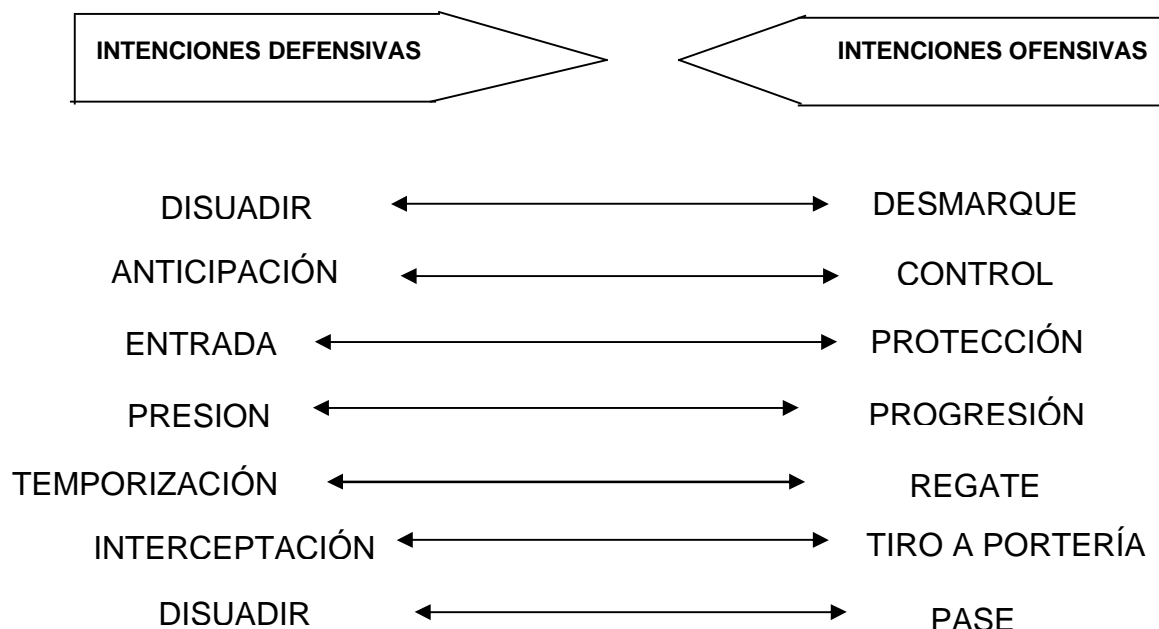 INTENCIONES DEFENSIVAS INTENCIONES OFENSIVAS
DISUADIR DESMARQUE
ANTICIPACIÓN CONTROL
ENTRADA PROTECCIÓN
PRESION PROGRESIÓN
TEMPORIZACIÓN REGATE
INTERCEPTACIÓN TIRO A PORTERÍA
DISUADIR PASE